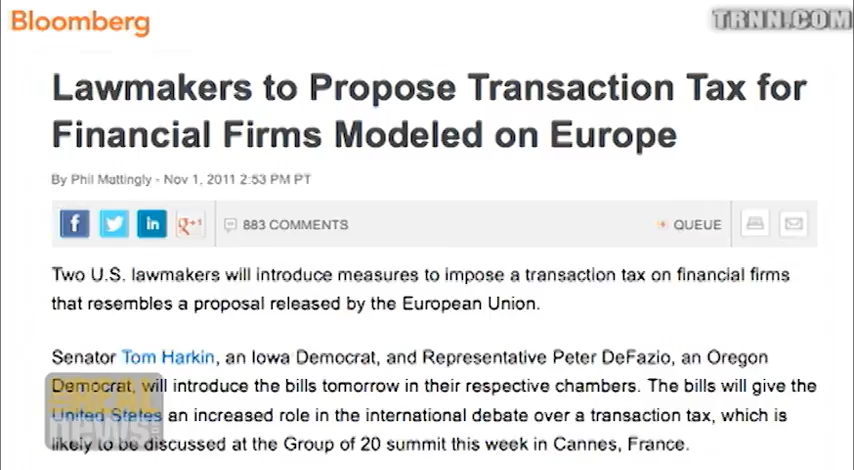 Bloomberg
TRNN.COM
Lawmakers to Propose Transaction Tax for
Financial Firms Modeled on Europe
By Phil Mattingly - Nov 1, 2011 2:53 PM PT
f in g+1 883 COMMENTS QUEUE
Two U.S. lawmakers will introduce measures to impose a transaction tax on financial firms
that resembles a proposal released by the European Union.
Senator Tom Harkin, an Iowa Democrat, and Representative Peter DeFazio, an Oregon
Democrat, will introduce the bills tomorrow in their respective chambers. The bills will give the
United States an increased role in the international debate over a transaction tax, which is
likely to be discussed at the Group of 20 summit this week in Cannes, France.
THE REAL
news